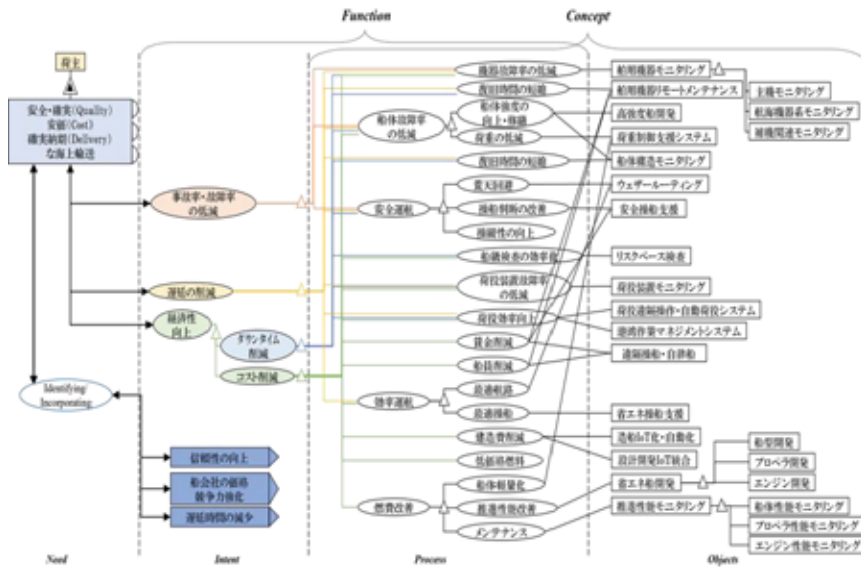 Function
Concept
荷主
安全・確実(Quality)
安価(Cost)
確実納期(Delivery)
な海上輸送
事故率・故障率
の低減
遅延の削減
経済性
向上
ダウンタイム
削減
コスト削減
Identifying/
Incorporating
信頼性の向上
船会社の価格
競争力強化
遅延時間の減少
機器故障率の低減
復旧時間の短縮
船体故障率
の低減
船体強度の
向上・修繕
荷重の低減
復旧時間の短縮
安全運航
荒天回避
操船判断の改善
操縦性の向上
船級検査の効率化
荷役装置故障率
の低減
荷役効率向上
賃金削減
船員削減
効率運航
最適航路
最適操船
建造費削減
低価格燃料
燃費改善
船体軽量化
推進性能改善
メンテナンス
舶用機器モニタリング
舶用機器リモートメンテナンス
高強度船開発
荷重制御支援システム
船体構造モニタリング
ウェザールーティング
安全操船支援
リスクベース検査
荷役装置モニタリング
荷役遠隔操作・自動荷役システム
港湾作業マネジメントシステム
遠隔操船・自律船
省エネ操船支援
造船IoT化・自動化
設計開発IoT統合
省エネ船開発
推進性能モニタリング
主機モニタリング
航海機器系モニタリング
補機関連モニタリング
船型開発
プロペラ開発
エンジン開発
船体性能モニタリング
プロペラ性能モニタリング
エンジン性能モニタリング
Need
Intent
Process
Objects